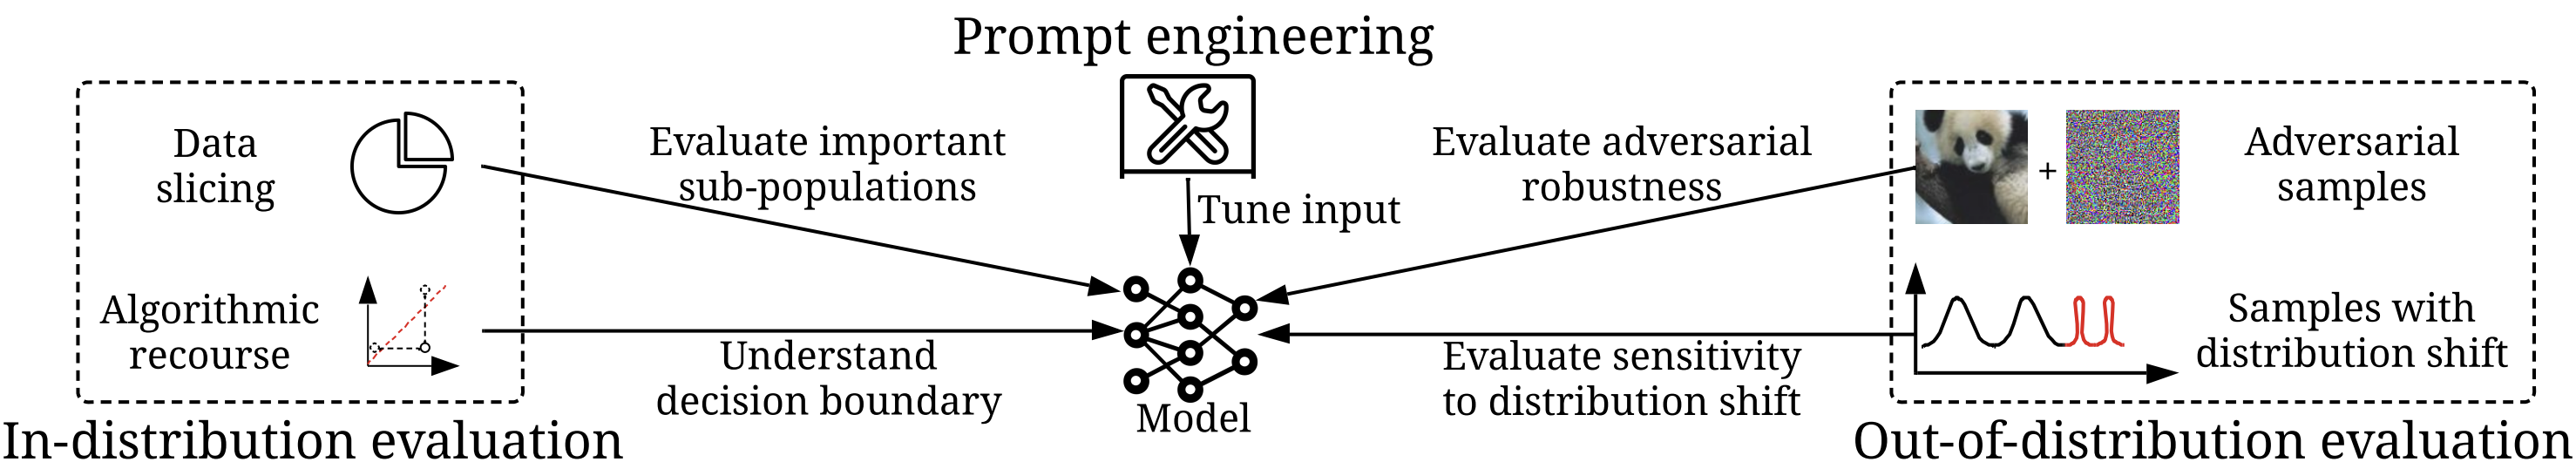 Prompt engineering
Data
slicing
Evaluate important
sub-populations
Tune input
Evaluate adversarial
robustness
+
Adversarial
samples
Algorithmic
recourse
Understand
decision boundary
Model
Evaluate sensitivity
to distribution shift
Samples with
distribution shift
In-distribution evaluation
Out-of-distribution evaluation